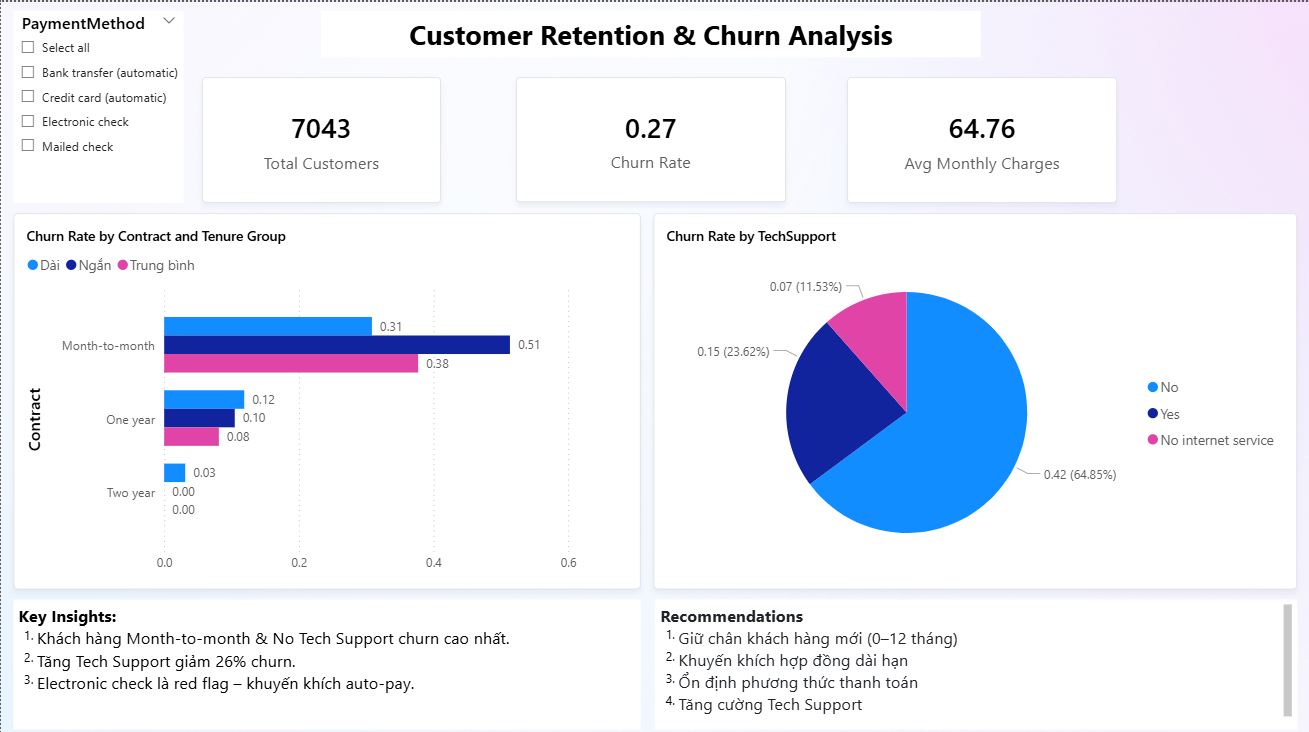 PaymentMethod
Select all
Bank transfer (automatic)
Credit card (automatic)
Electronic check
Mailed check
Customer Retention & Churn Analysis
7043
Total Customers
0.27
Churn Rate
64.76
Avg Monthly Charges
Churn Rate by Contract and Tenure Group
Dài Ngắn Trung bình
Contract
Month-to-month
0.31
0.51
0.38
One year
0.12
0.10
0.08
Two year
0.03
0.00
0.00
0.0 0.2 0.4 0.6
Churn Rate by TechSupport
0.07 (11.53%)
0.15 (23.62%)
0.42 (64.85%)
No
Yes
No internet service
Key Insights:
1. Khách hàng Month-to-month & No Tech Support churn cao nhất.
2. Tăng Tech Support giảm 26% churn.
3. Electronic check là red flag – khuyến khích auto-pay.
Recommendations
1. Giữ chân khách hàng mới (0–12 tháng)
2. Khuyến khích hợp đồng dài hạn
3. Ổn định phương thức thanh toán
4. Tăng cường Tech Support